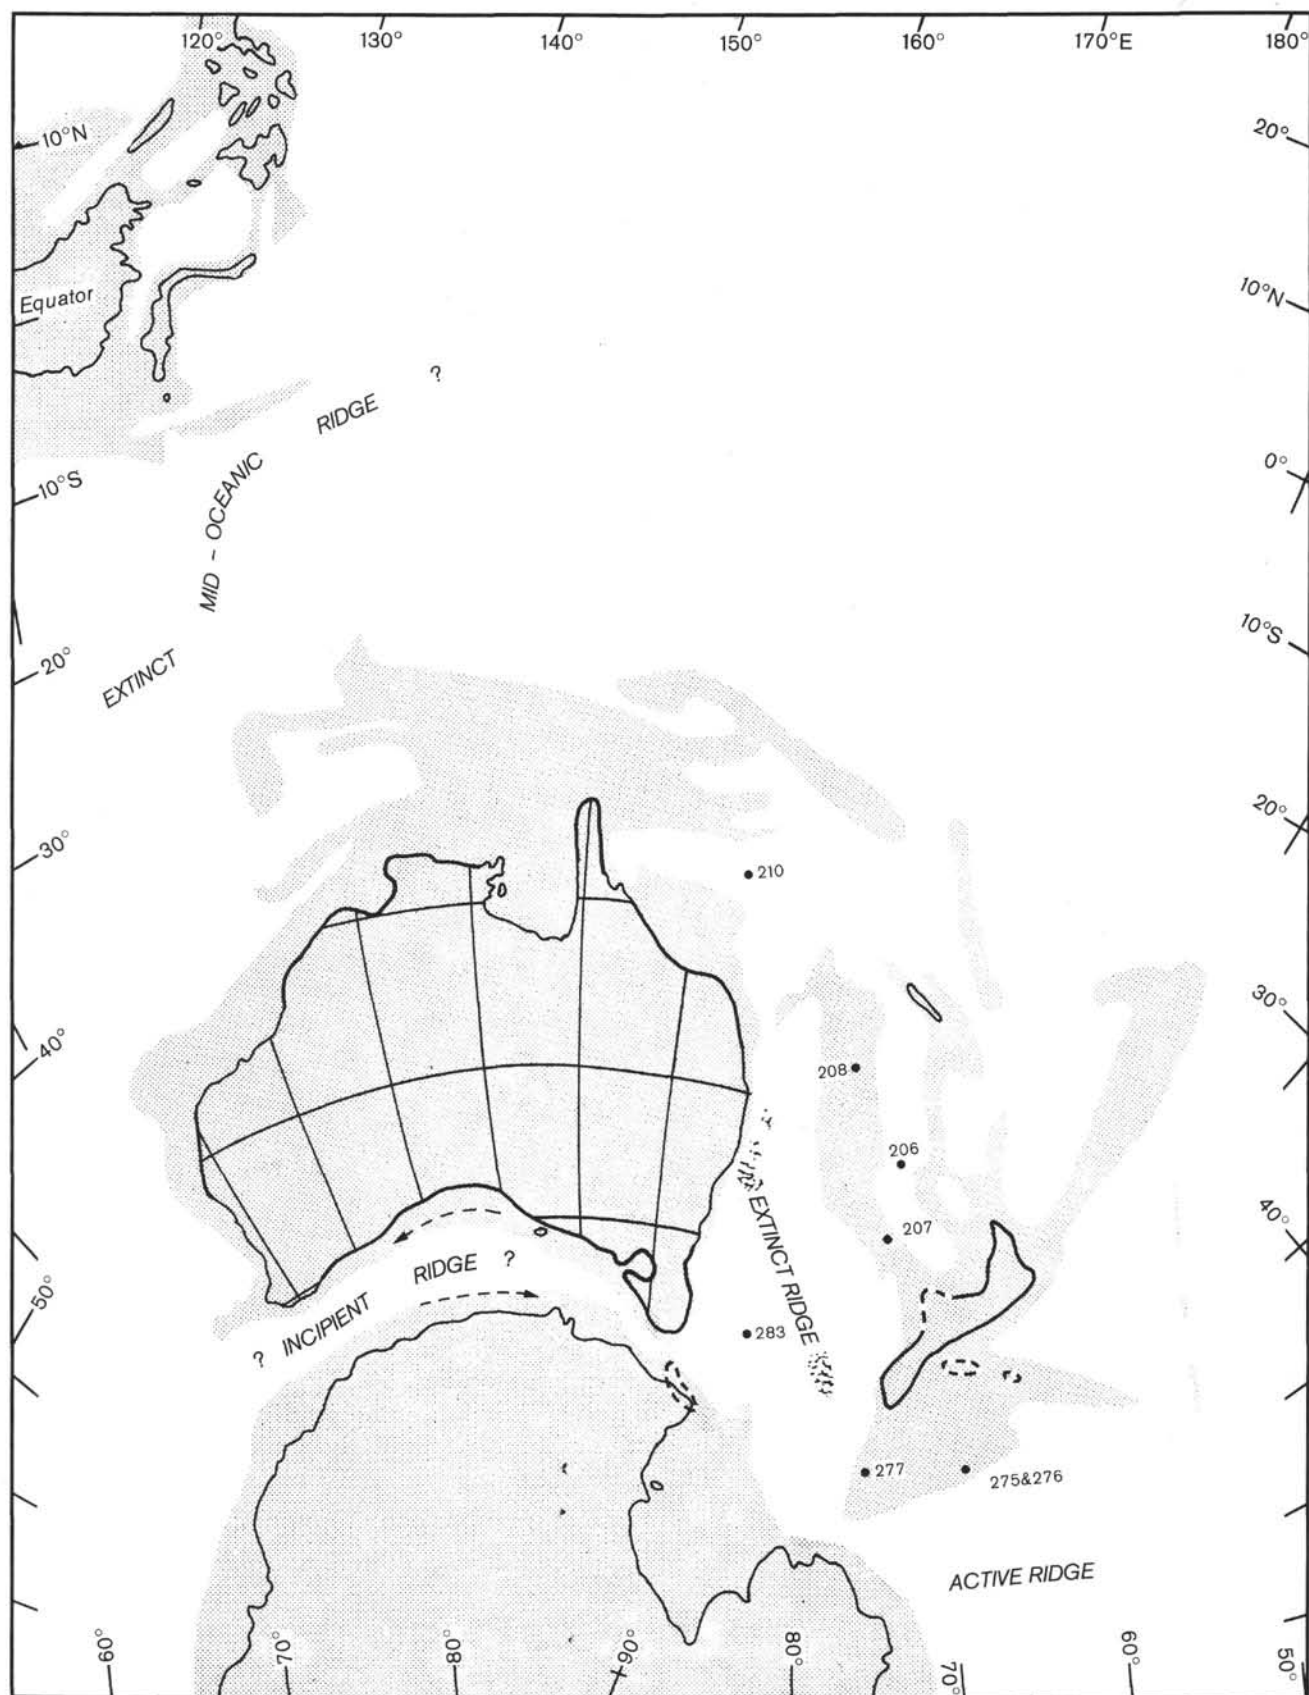 120° 130° 140° 150° 160° 170°E 180°
10°N
20°
Equator
10°N
?
RIDGE
MID - OCEANIC
EXTINCT
10°S
0°
10°S
20°
20°
30°
210
30°
40°
208
206
207
40°
EXTINCT RIDGE
RIDGE ?
? INCIPIENT
50°
283
277
275&276
ACTIVE RIDGE
60° 70° 80° 90° 80° 70° 60° 50°